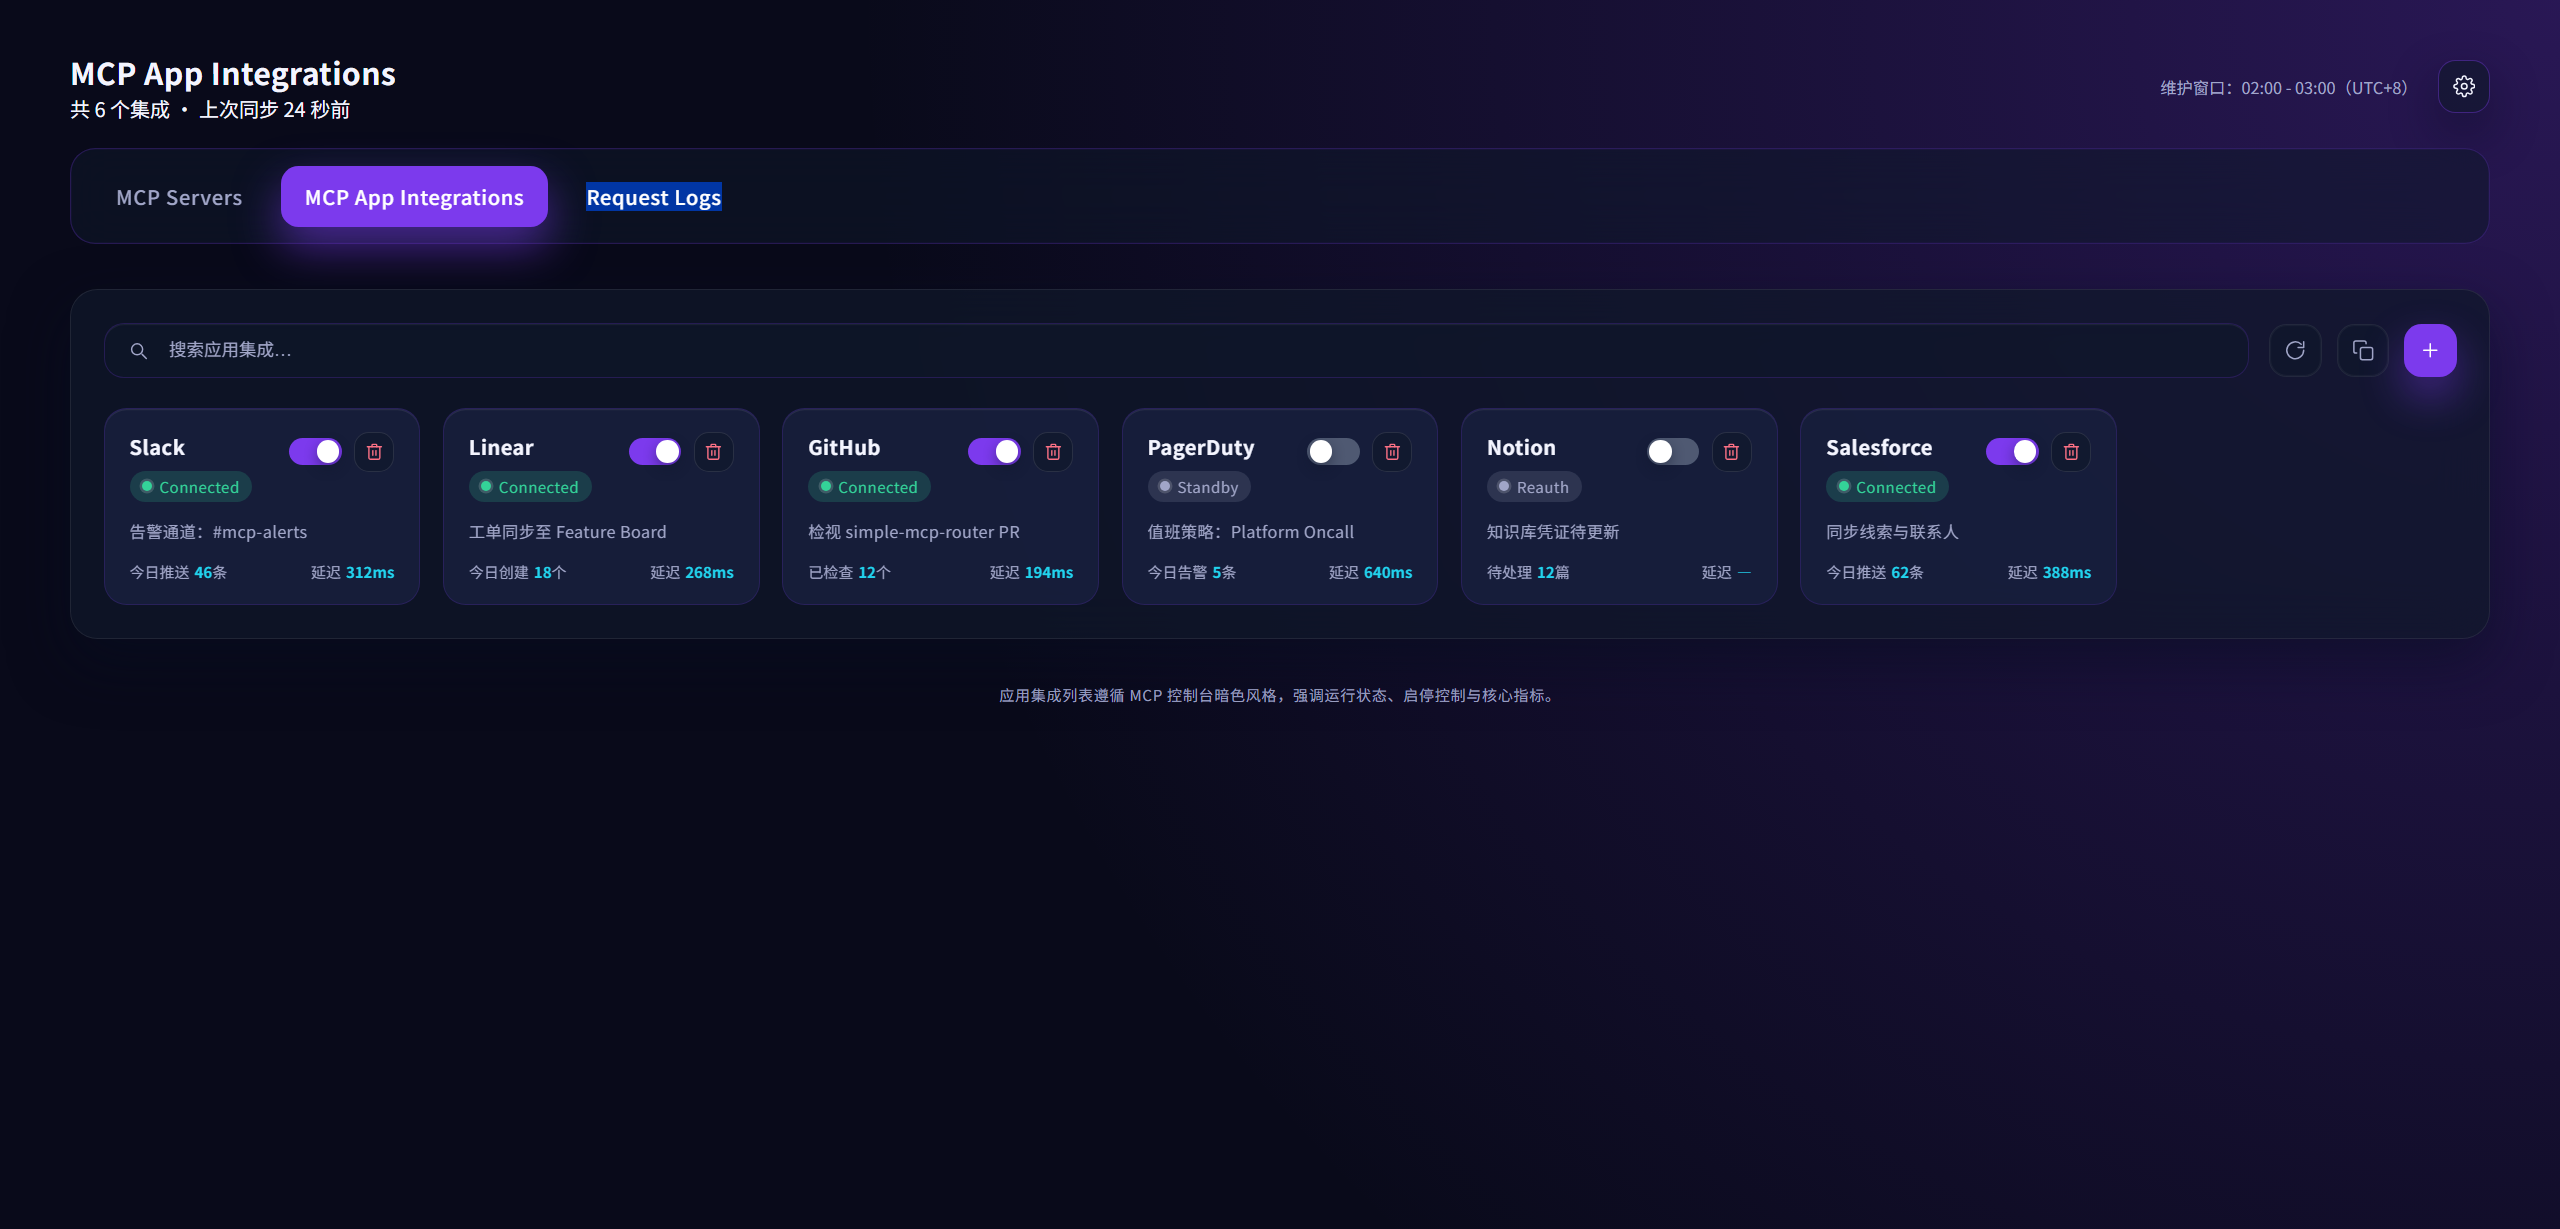 MCP App Integrations
共 6 个集成 • 上次同步 24 秒前
维护窗口：02:00 - 03:00（UTC+8）
MCP Servers
MCP App Integrations
Request Logs
搜索应用集成…
Slack
Connected
告警通道：#mcp-alerts
今日推送 46条
延迟 312ms
Linear
Connected
工单同步至 Feature Board
今日创建 18个
延迟 268ms
GitHub
Connected
检视 simple-mcp-router PR
已检查 12个
延迟 194ms
PagerDuty
Standby
值班策略：Platform Oncall
今日告警 5条
延迟 640ms
Notion
Reauth
知识库凭证待更新
待处理 12篇
延迟 —
Salesforce
Connected
同步线索与联系人
今日推送 62条
延迟 388ms
应用集成列表遵循 MCP 控制台暗色风格，强调运行状态、启停控制与核心指标。